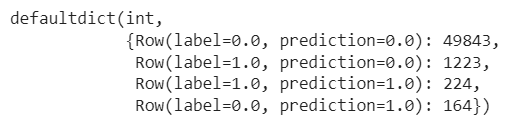 defaultdict(int,
{Row(label=0.0, prediction=0.0): 49843,
Row(label=1.0, prediction=0.0): 1223,
Row(label=1.0, prediction=1.0): 224,
Row(label=0.0, prediction=1.0): 164})